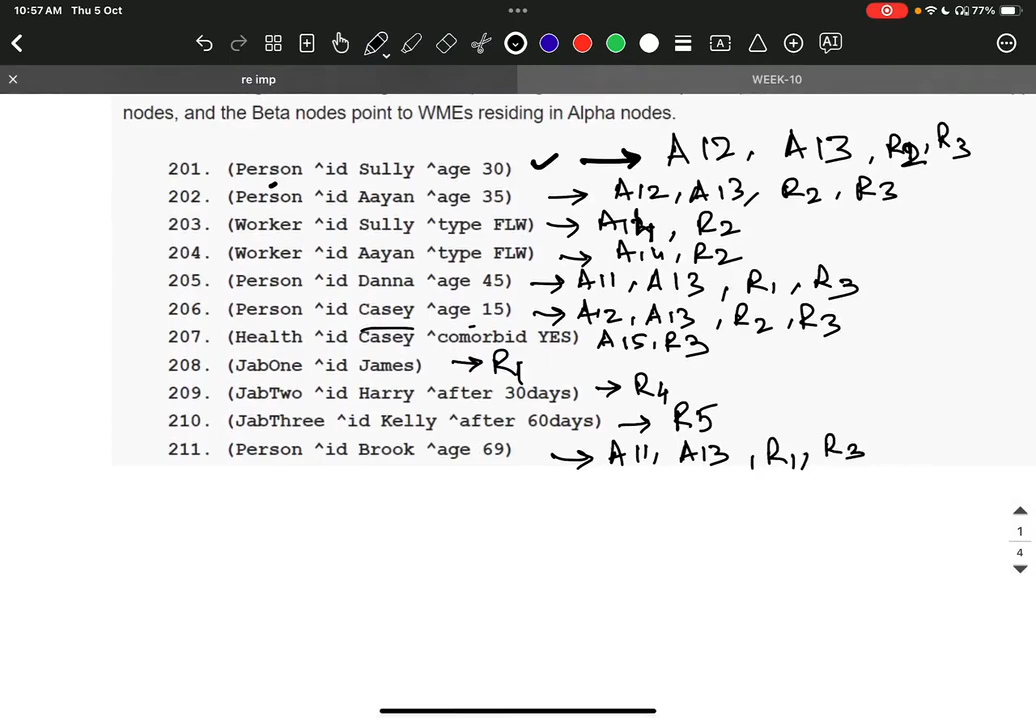 10:57 AM Thu 5 Oct 77%
A AI
re imp WEEK-10
nodes, and the Beta nodes point to WMEs residing in Alpha nodes.
201. (Person ^id Sully ^age 30) ✓ → A12, A13, R2, R3
202. (Person ^id Aayan ^age 35) → A12, A13, R2, R3
203. (Worker ^id Sully ^type FLW) → A14, R2
204. (Worker ^id Aayan ^type FLW) → A14, R2
205. (Person ^id Danna ^age 45) → A11, A13, R1, R3
206. (Person ^id Casey ^age 15) → A12, A13, R2, R3
207. (Health ^id Casey ^comorbid YES) A15, R3
208. (JabOne ^id James) →
209. (JabTwo ^id Harry ^after 30days) → R4
210. (JabThree ^id Kelly ^after 60days) → R5
211. (Person ^id Brook ^age 69) → A11, A13, R1, R3
1
4